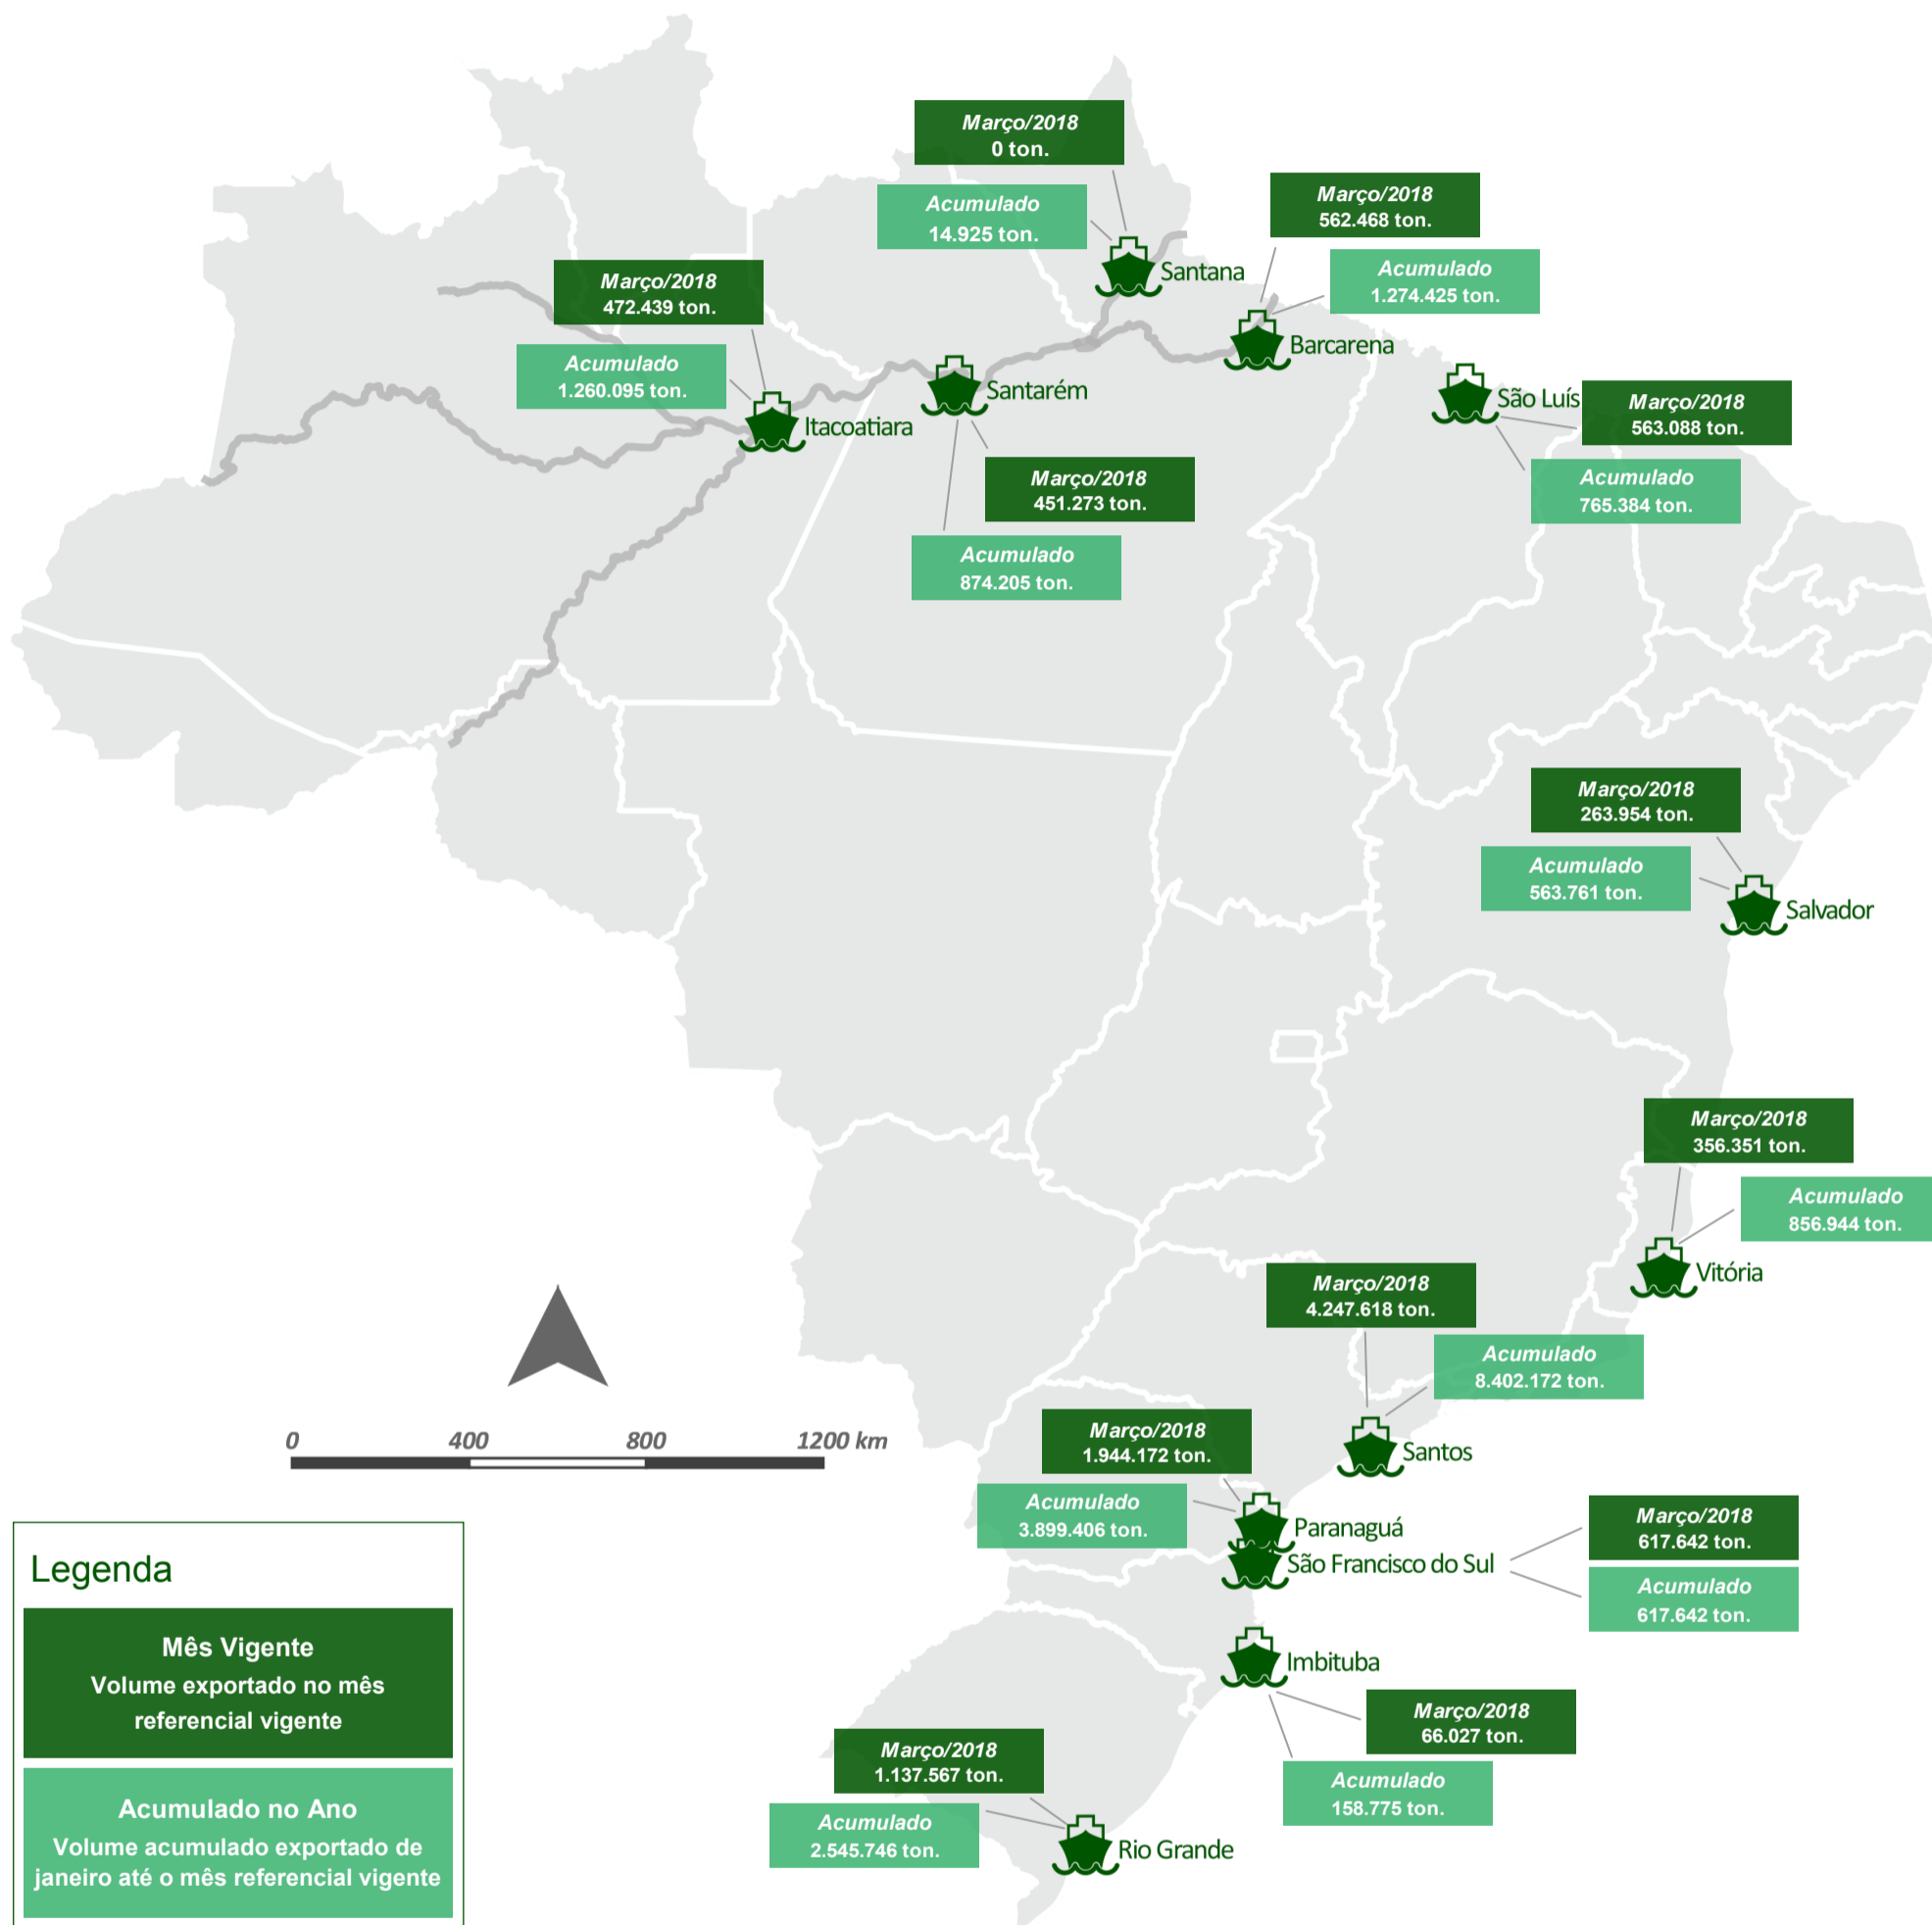 Março/2018
0 ton.
Acumulado
14.925 ton.
Santana
Março/2018
562.468 ton.
Acumulado
1.274.425 ton.
Barcarena
Março/2018
472.439 ton.
Acumulado
1.260.095 ton.
Itacoatiara
Santarém
Março/2018
451.273 ton.
Acumulado
874.205 ton.
São Luís
Março/2018
563.088 ton.
Acumulado
765.384 ton.
Março/2018
263.954 ton.
Acumulado
563.761 ton.
Salvador
Março/2018
356.351 ton.
Acumulado
856.944 ton.
Vitória
Março/2018
4.247.618 ton.
Acumulado
8.402.172 ton.
Santos
Março/2018
1.944.172 ton.
Acumulado
3.899.406 ton.
Paranaguá
São Francisco do Sul
Março/2018
617.642 ton.
Acumulado
617.642 ton.
Imbituba
Março/2018
66.027 ton.
Acumulado
158.775 ton.
Março/2018
1.137.567 ton.
Acumulado
2.545.746 ton.
Rio Grande
0 400 800 1200 km
Legenda
Mês Vigente
Volume exportado no mês
referencial vigente
Acumulado no Ano
Volume acumulado exportado de
janeiro até o mês referencial vigente